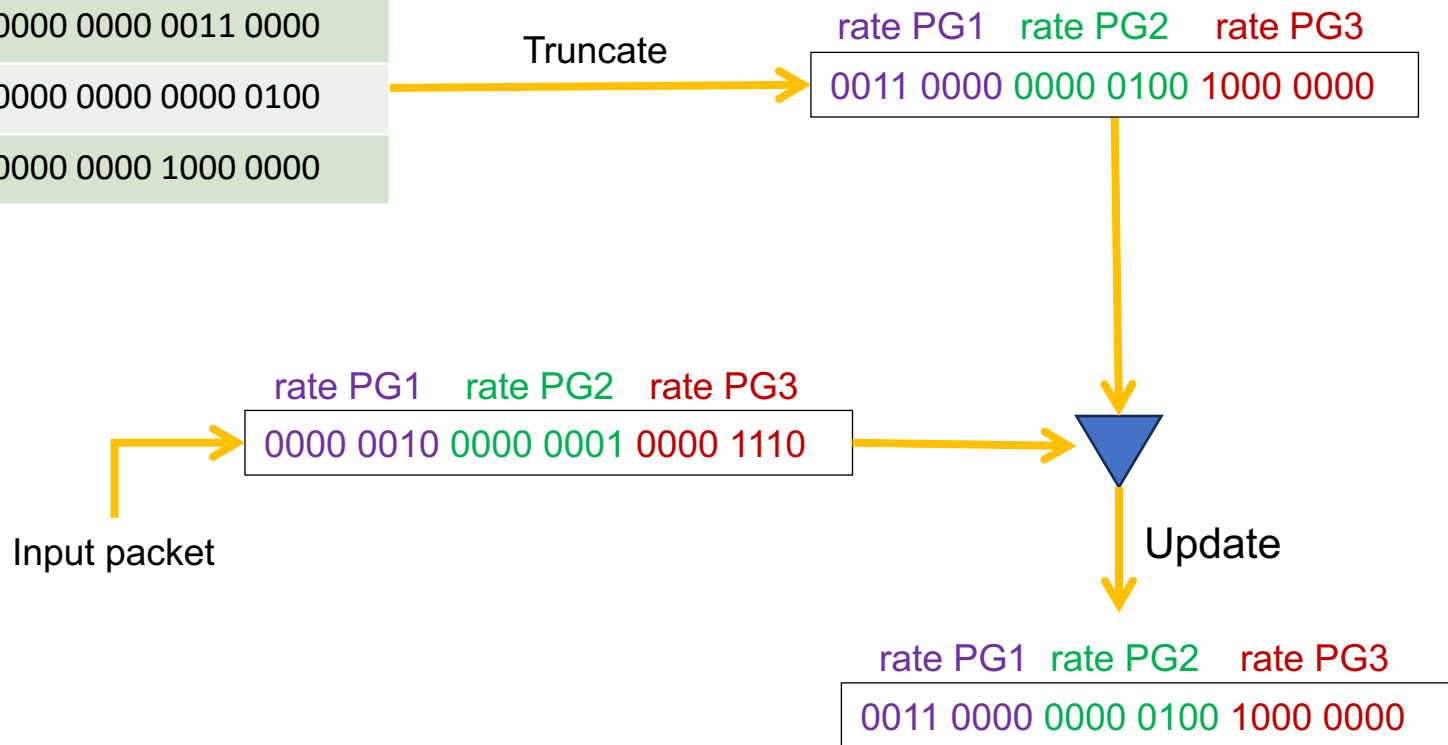 0000 0000 0011 0000
0000 0000 0000 0100
0000 0000 1000 0000
Truncate
rate PG1 rate PG2 rate PG3
0011 0000 0000 0100 1000 0000
rate PG1 rate PG2 rate PG3
0000 0010 0000 0001 0000 1110
Input packet
Update
rate PG1 rate PG2 rate PG3
0011 0000 0000 0100 1000 0000